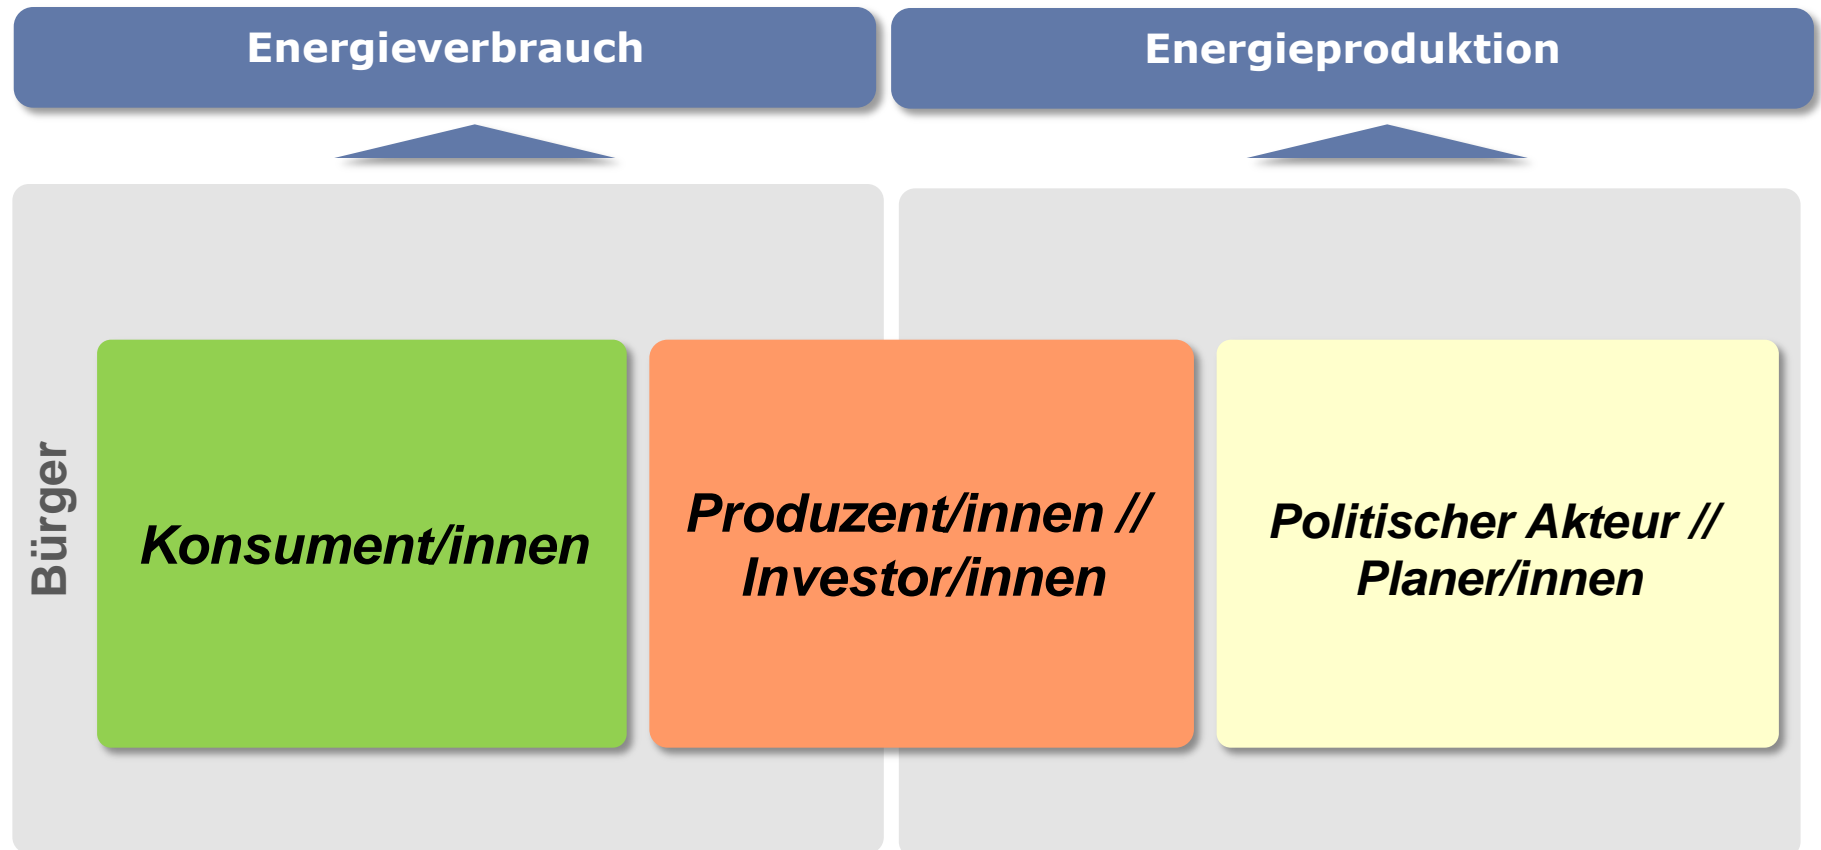 Energieverbrauch
Energieproduktion
Bürger
Konsument/innen
Produzent/innen //
Investor/innen
Politischer Akteur //
Planer/innen